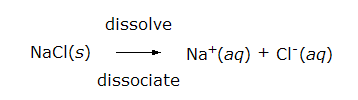 dissolve
NaCl(s) ⟶ Na⁺(aq) + Cl⁻(aq)
dissociate